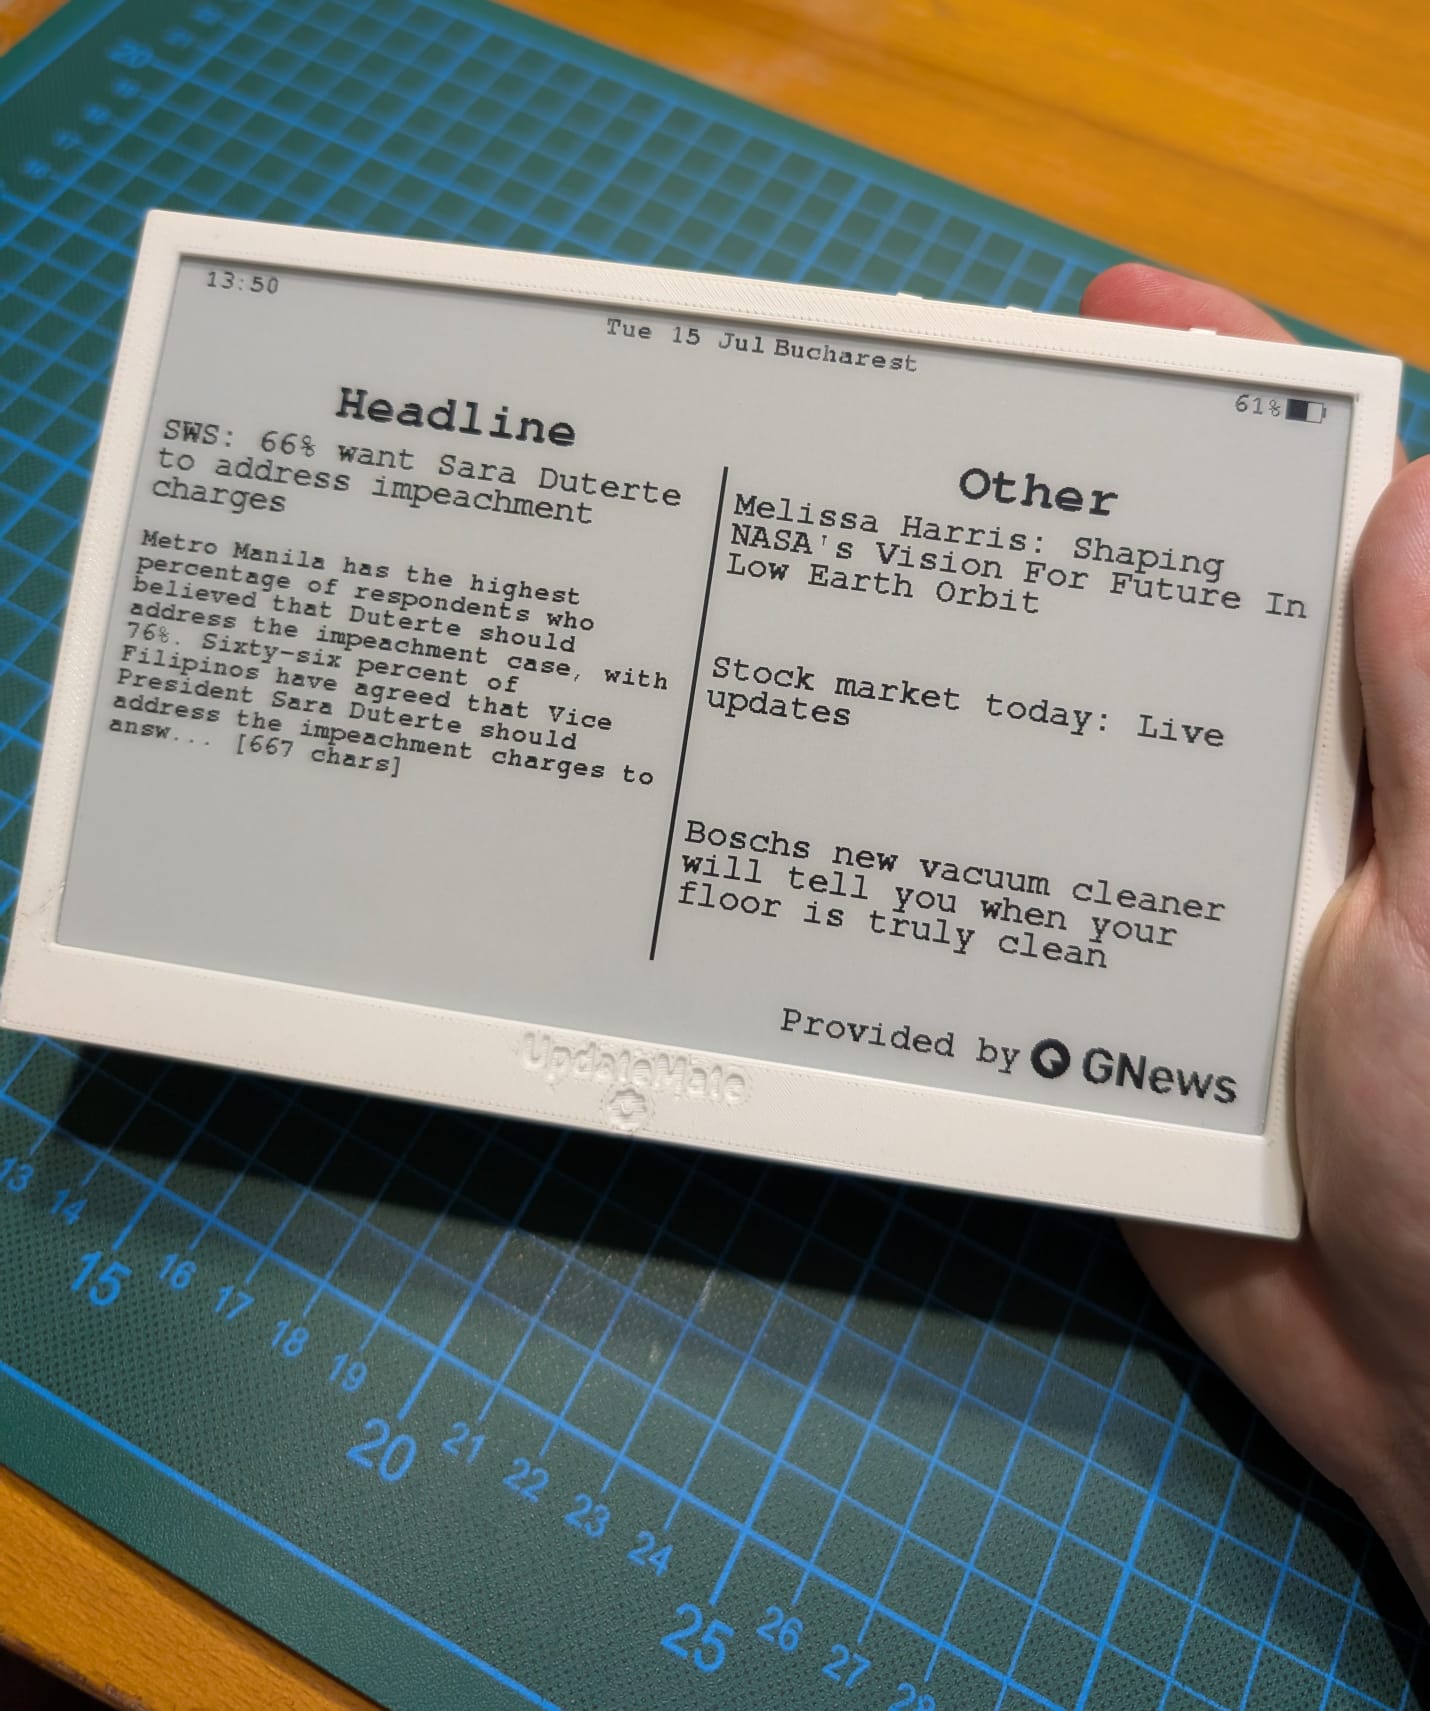 13:50
Tue 15 Jul Bucharest
61%
Headline
SWS: 66% want Sara Duterte
to address impeachment
charges
Metro Manila has the highest
percentage of respondents who
believed that Duterte should
address the impeachment case, with
76%. Sixty-six percent of
Filipinos have agreed that Vice
President Sara Duterte should
address the impeachment charges to
answ... [667 chars]
Other
Melissa Harris: Shaping
NASA's Vision For Future In
Low Earth Orbit
Stock market today: Live
updates
Boschs new vacuum cleaner
will tell you when your
floor is truly clean
Provided by GNews
UpdateMate
13
14
15
16
17
18
19
20
21
22
23
24
25
26
27
28